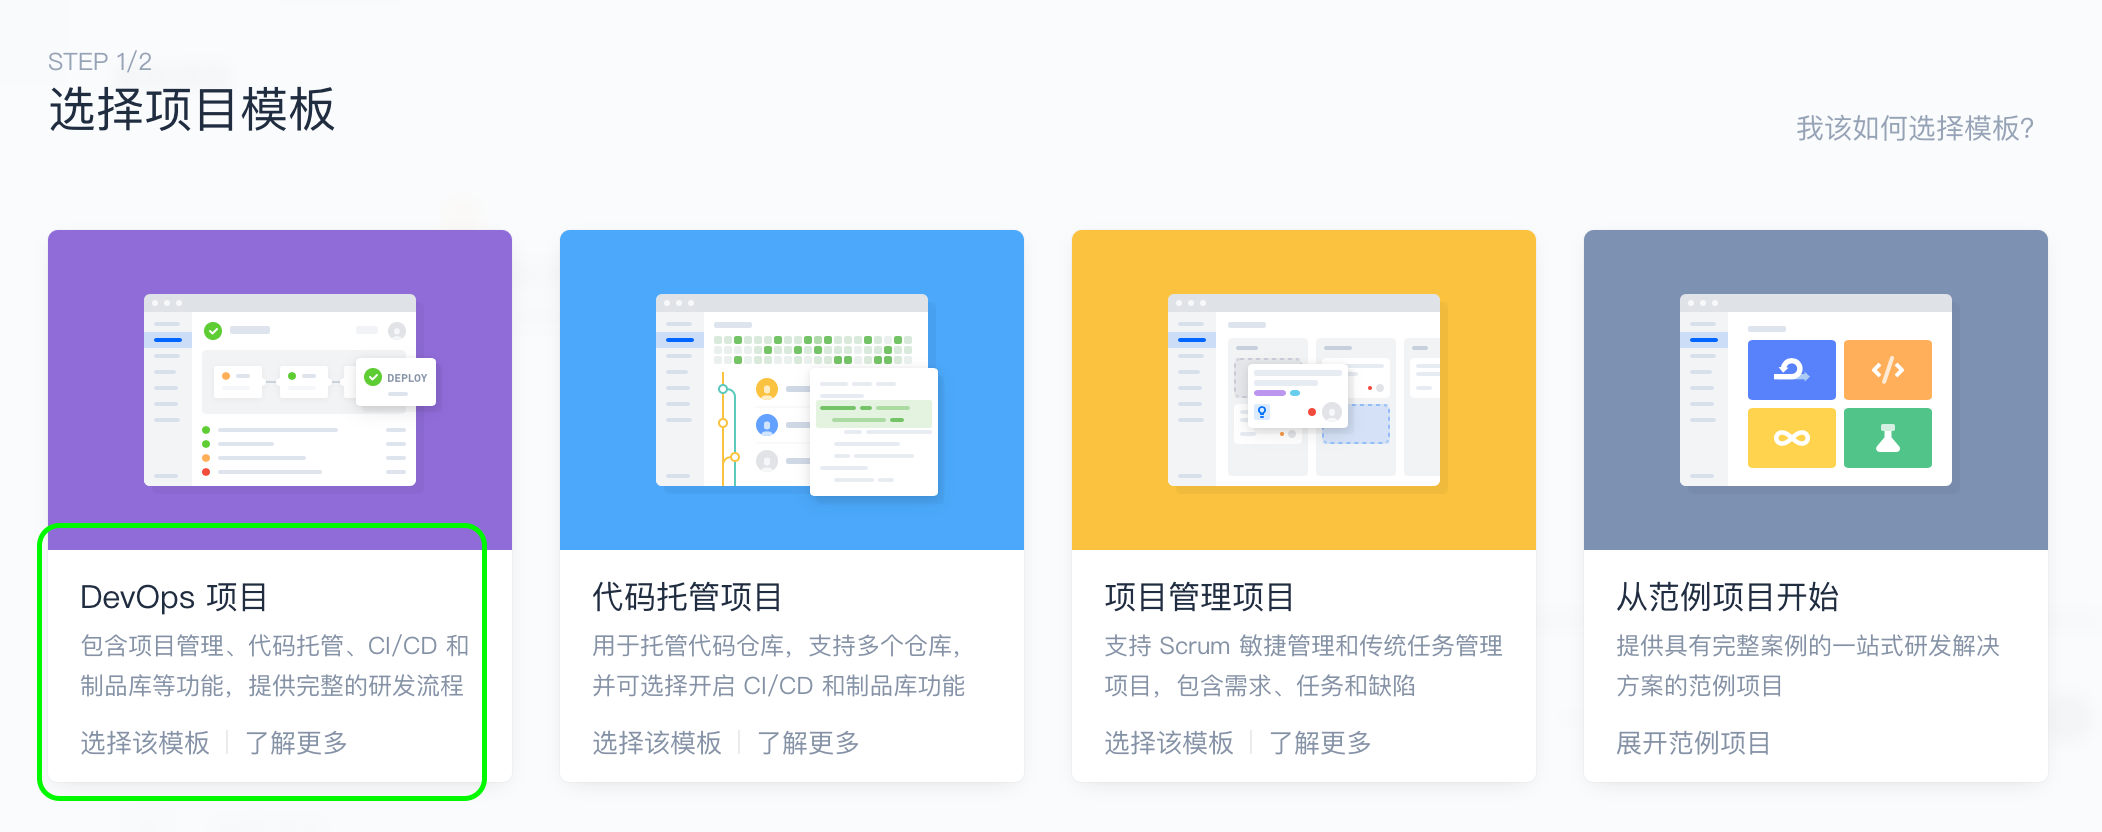 STEP 1/2
选择项目模板
我该如何选择模板?
DEPLOY
DevOps 项目
包含项目管理、代码托管、CI/CD 和
制品库等功能，提供完整的研发流程
选择该模板 | 了解更多
代码托管项目
用于托管代码仓库，支持多个仓库，
并可选择开启 CI/CD 和制品库功能
选择该模板 | 了解更多
项目管理项目
支持 Scrum 敏捷管理和传统任务管理
项目，包含需求、任务和缺陷
选择该模板 | 了解更多
从范例项目开始
提供具有完整案例的一站式研发解决
方案的范例项目
展开范例项目